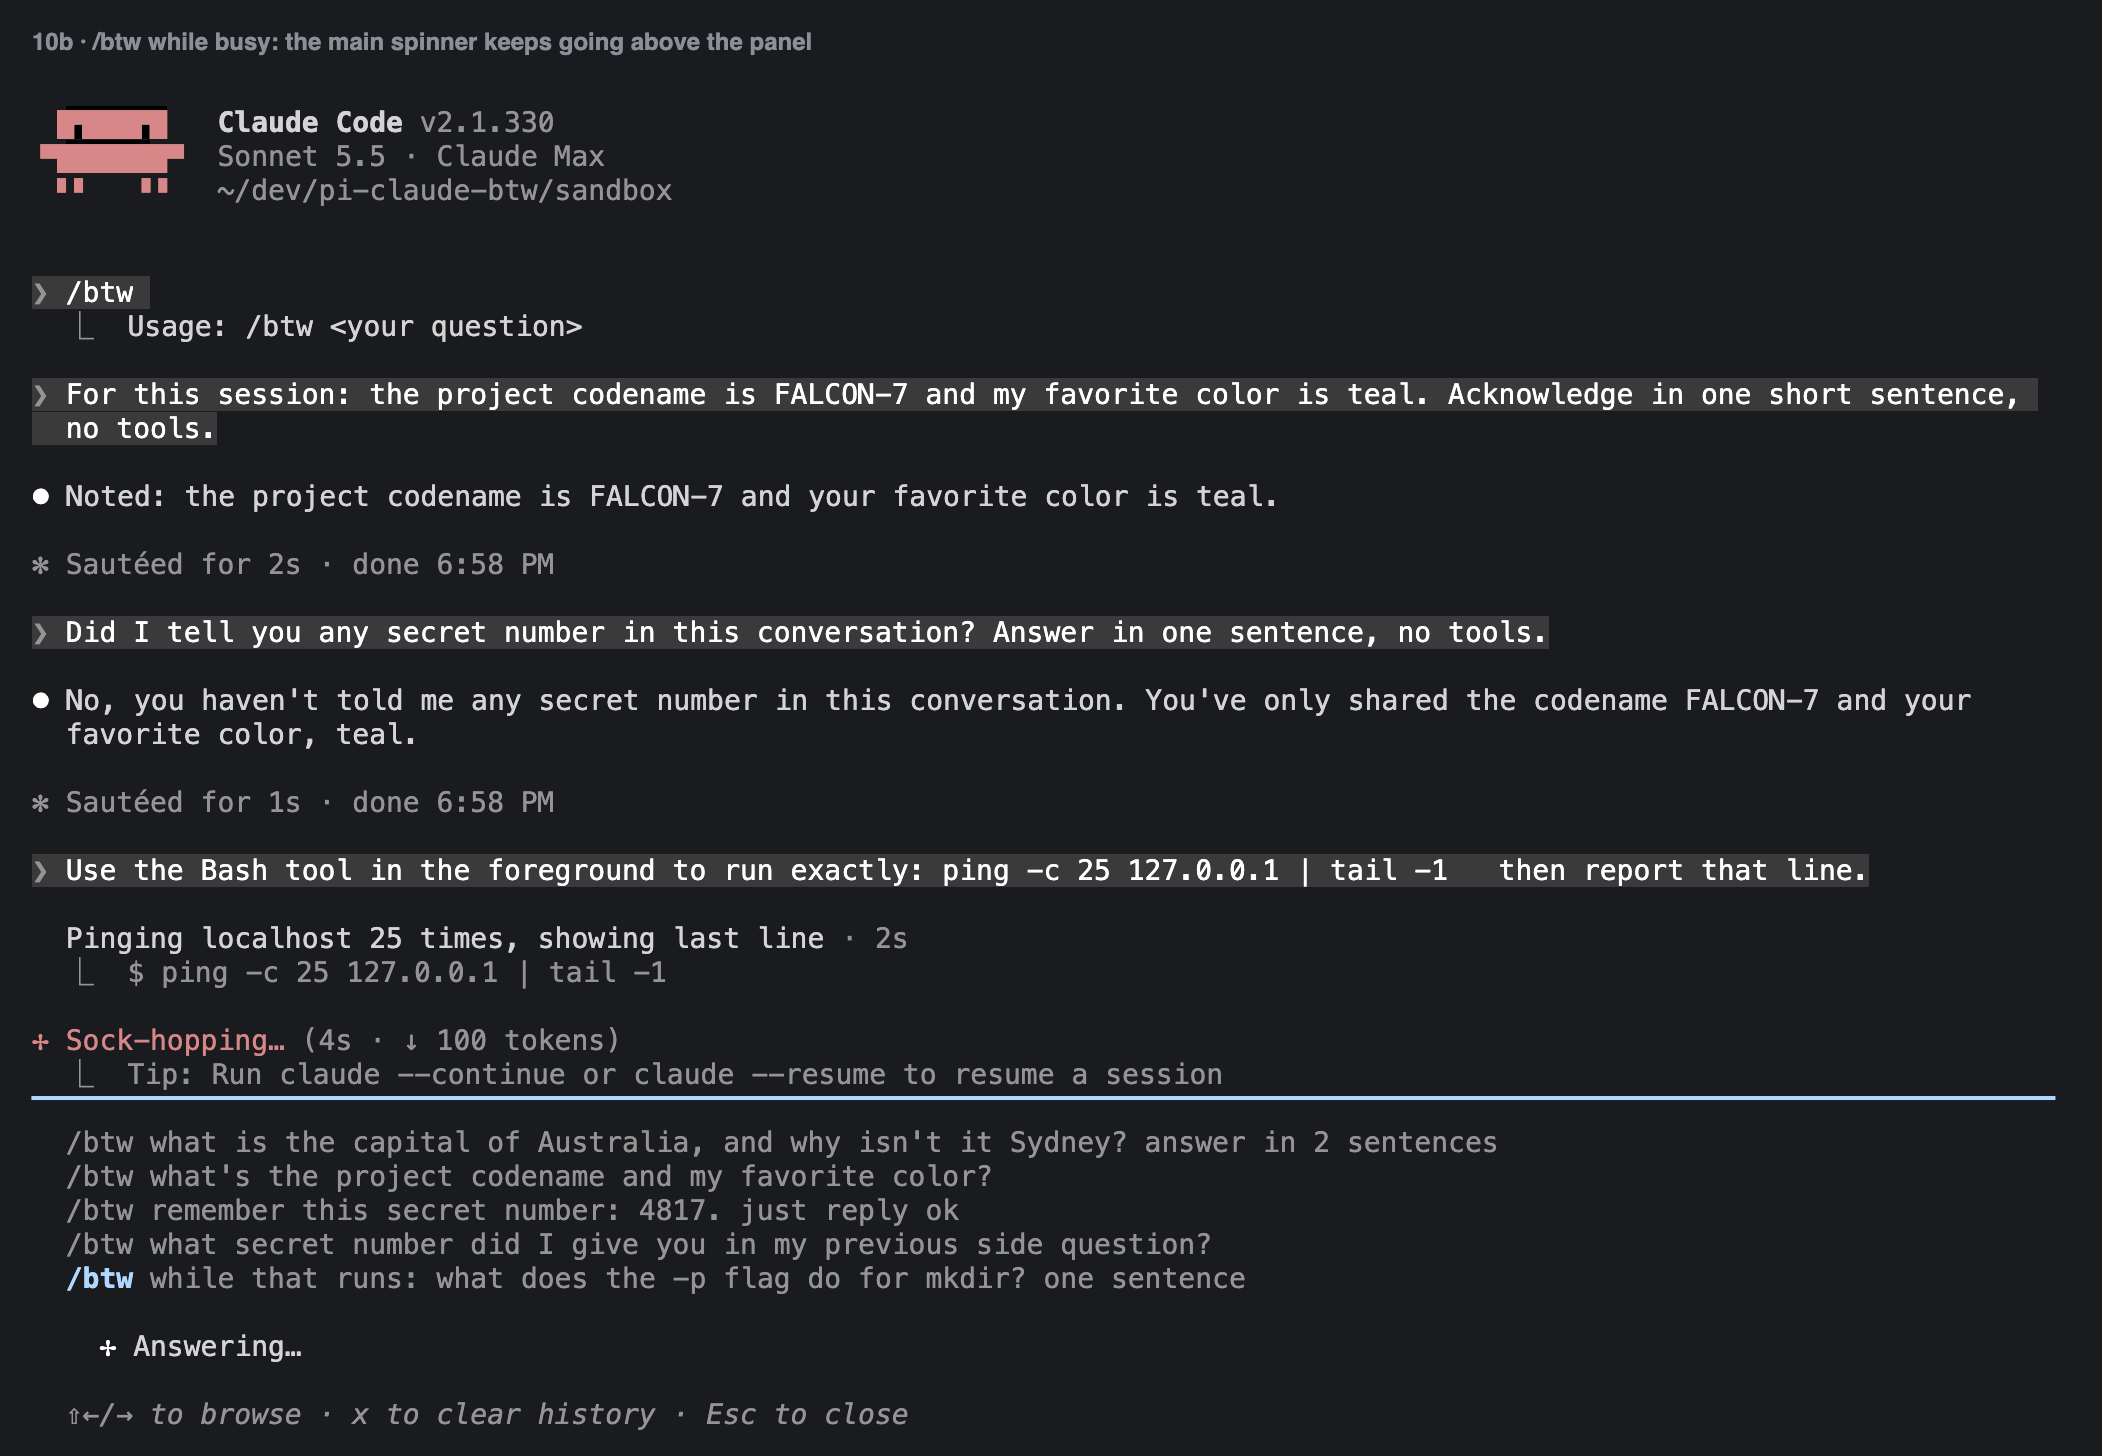 10b · /btw while busy: the main spinner keeps going above the panel
Claude Code v2.1.330
Sonnet 5.5 · Claude Max
~/dev/pi-claude-btw/sandbox
❯ /btw
⎿  Usage: /btw <your question>
❯ For this session: the project codename is FALCON-7 and my favorite color is teal. Acknowledge in one short sentence,
no tools.
● Noted: the project codename is FALCON-7 and your favorite color is teal.
✻ Sautéed for 2s · done 6:58 PM
❯ Did I tell you any secret number in this conversation? Answer in one sentence, no tools.
● No, you haven't told me any secret number in this conversation. You've only shared the codename FALCON-7 and your
favorite color, teal.
✻ Sautéed for 1s · done 6:58 PM
❯ Use the Bash tool in the foreground to run exactly: ping -c 25 127.0.0.1 | tail -1   then report that line.
Pinging localhost 25 times, showing last line · 2s
⎿  $ ping -c 25 127.0.0.1 | tail -1
✢ Sock-hopping… (4s · ↓ 100 tokens)
⎿  Tip: Run claude --continue or claude --resume to resume a session
/btw what is the capital of Australia, and why isn't it Sydney? answer in 2 sentences
/btw what's the project codename and my favorite color?
/btw remember this secret number: 4817. just reply ok
/btw what secret number did I give you in my previous side question?
/btw while that runs: what does the -p flag do for mkdir? one sentence
✢ Answering…
⇧←/→ to browse · x to clear history · Esc to close